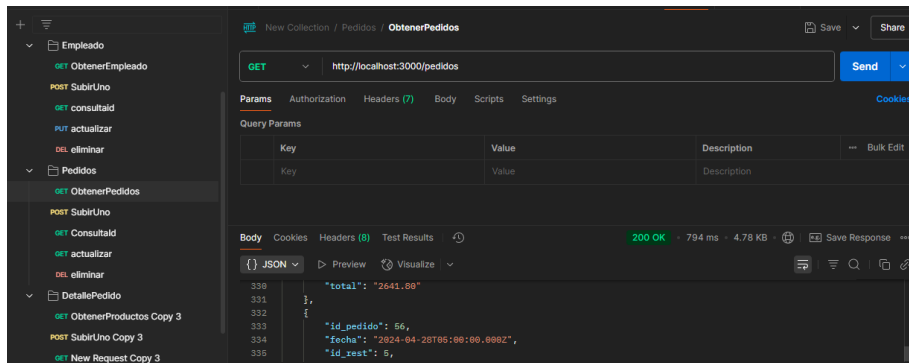 Empleado
GET ObtenerEmpleado
POST SubirUno
GET consultaid
PUT actualizar
DEL eliminar
Pedidos
GET ObtenerPedidos
POST SubirUno
GET ConsultaId
GET actualizar
DEL eliminar
DetallePedido
GET ObtenerProductos Copy 3
POST SubirUno Copy 3
GET New Request Copy 3
HTTP New Collection / Pedidos / ObtenerPedidos
Save Share
GET http://localhost:3000/pedidos Send
Params Authorization Headers (7) Body Scripts Settings Cookies
Query Params
Key Value Description Bulk Edit
Key Value Description
Body Cookies Headers (8) Test Results 200 OK 794 ms 4.78 KB Save Response
{} JSON Preview Visualize
330 "total": "2641.80"
331 },
332 {
333 "id_pedido": 56,
334 "fecha": "2024-04-28T05:00:00.000Z",
335 "id_rest": 5,